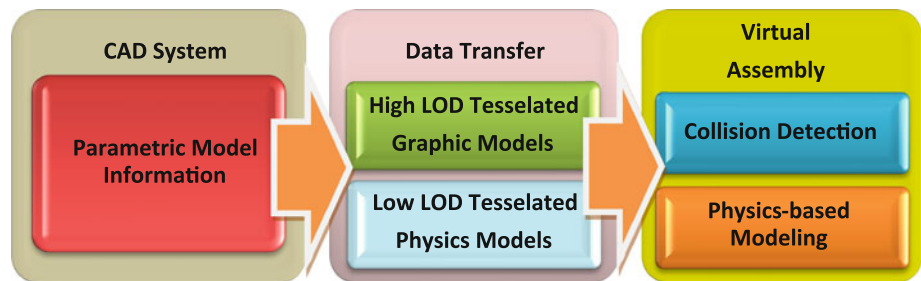 CAD System
Parametric Model
Information
Data Transfer
High LOD Tesselated
Graphic Models
Low LOD Tesselated
Physics Models
Virtual
Assembly
Collision Detection
Physics-based
Modeling